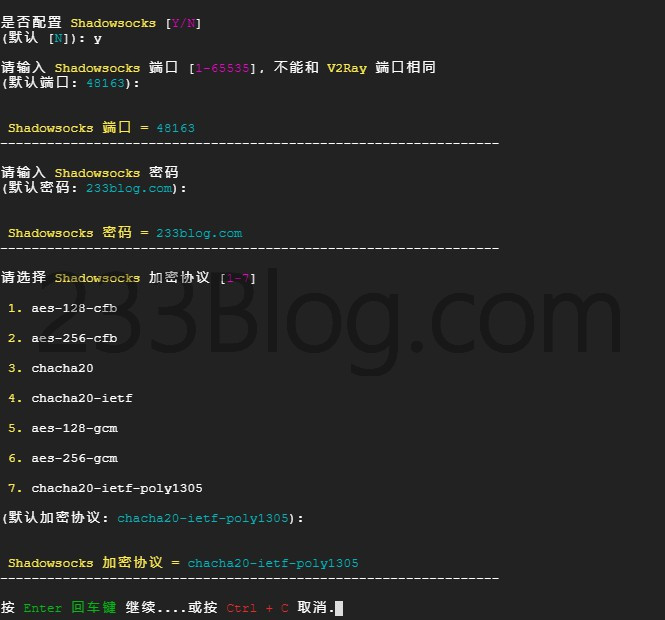 是否配置 Shadowsocks [Y/N]
(默认 [N]): y
请输入 Shadowsocks 端口 [1-65535], 不能和 V2Ray 端口相同
(默认端口: 48163):
Shadowsocks 端口 = 48163
----------------------------------------------------------------
请输入 Shadowsocks 密码
(默认密码: 233blog.com):
Shadowsocks 密码 = 233blog.com
----------------------------------------------------------------
请选择 Shadowsocks 加密协议 [1-7]
1. aes-128-cfb
233Blog.com
2. aes-256-cfb
3. chacha20
4. chacha20-ietf
5. aes-128-gcm
6. aes-256-gcm
7. chacha20-ietf-poly1305
(默认加密协议: chacha20-ietf-poly1305):
Shadowsocks 加密协议 = chacha20-ietf-poly1305
----------------------------------------------------------------
按 Enter 回车键 继续....或按 Ctrl + C 取消.